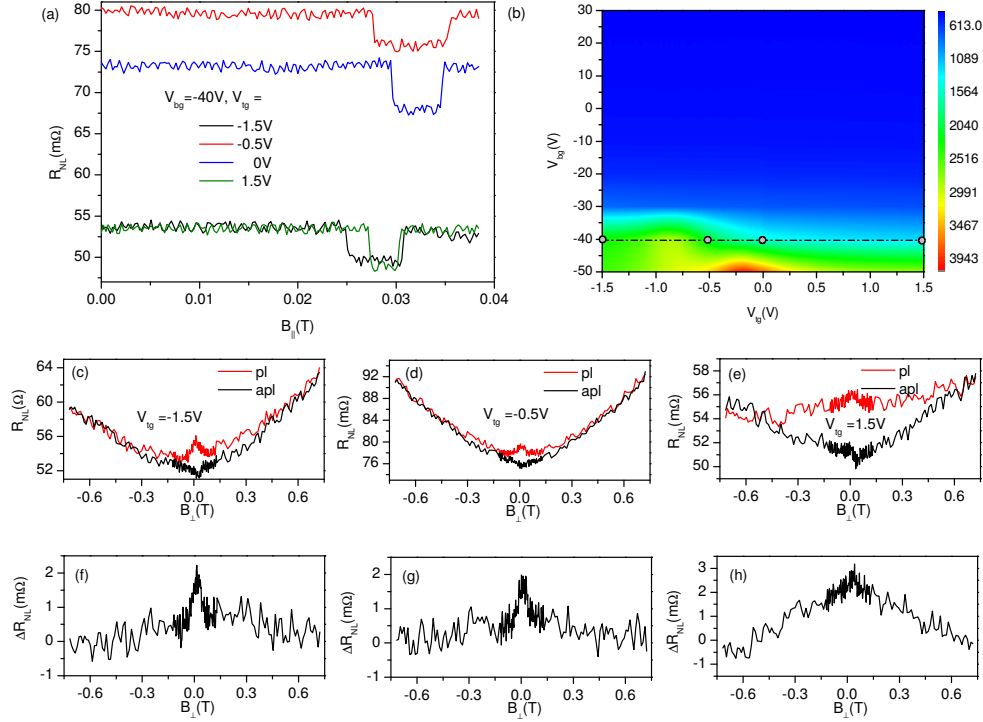 (a)
80
75
70
65
60
55
50
0.00 0.01 0.02 0.03 0.04
R_NL(mΩ)
B_||(T)
V_bg=-40V, V_tg =
-1.5V
-0.5V
0V
1.5V
(b)
30
20
10
0
-10
-20
-30
-40
-50
-1.5 -1.0 -0.5 0.0 0.5 1.0 1.5
V_bg(V)
V_tg(V)
613.0
1089
1564
2040
2516
2991
3467
3943
(c)
pl
apl
V_tg =-1.5V
64
60
56
52
R_NL(Ω)
-0.6 -0.3 0.0 0.3 0.6
B_⊥(T)
(d)
pl
apl
V_tg =-0.5V
92
88
84
80
76
R_NL(mΩ)
-0.6 -0.3 0.0 0.3 0.6
B_⊥(T)
(e)
pl
apl
V_tg =1.5V
58
56
54
52
50
R_NL(mΩ)
-0.6 -0.3 0.0 0.3 0.6
B_⊥(T)
(f)
2
1
0
-1
ΔR_NL(mΩ)
-0.6 -0.3 0.0 0.3 0.6
B_⊥(T)
(g)
2
1
0
-1
ΔR_NL(mΩ)
-0.6 -0.3 0.0 0.3 0.6
B_⊥(T)
(h)
3
2
1
0
-1
ΔR_NL(mΩ)
-0.6 -0.3 0.0 0.3 0.6
B_⊥(T)